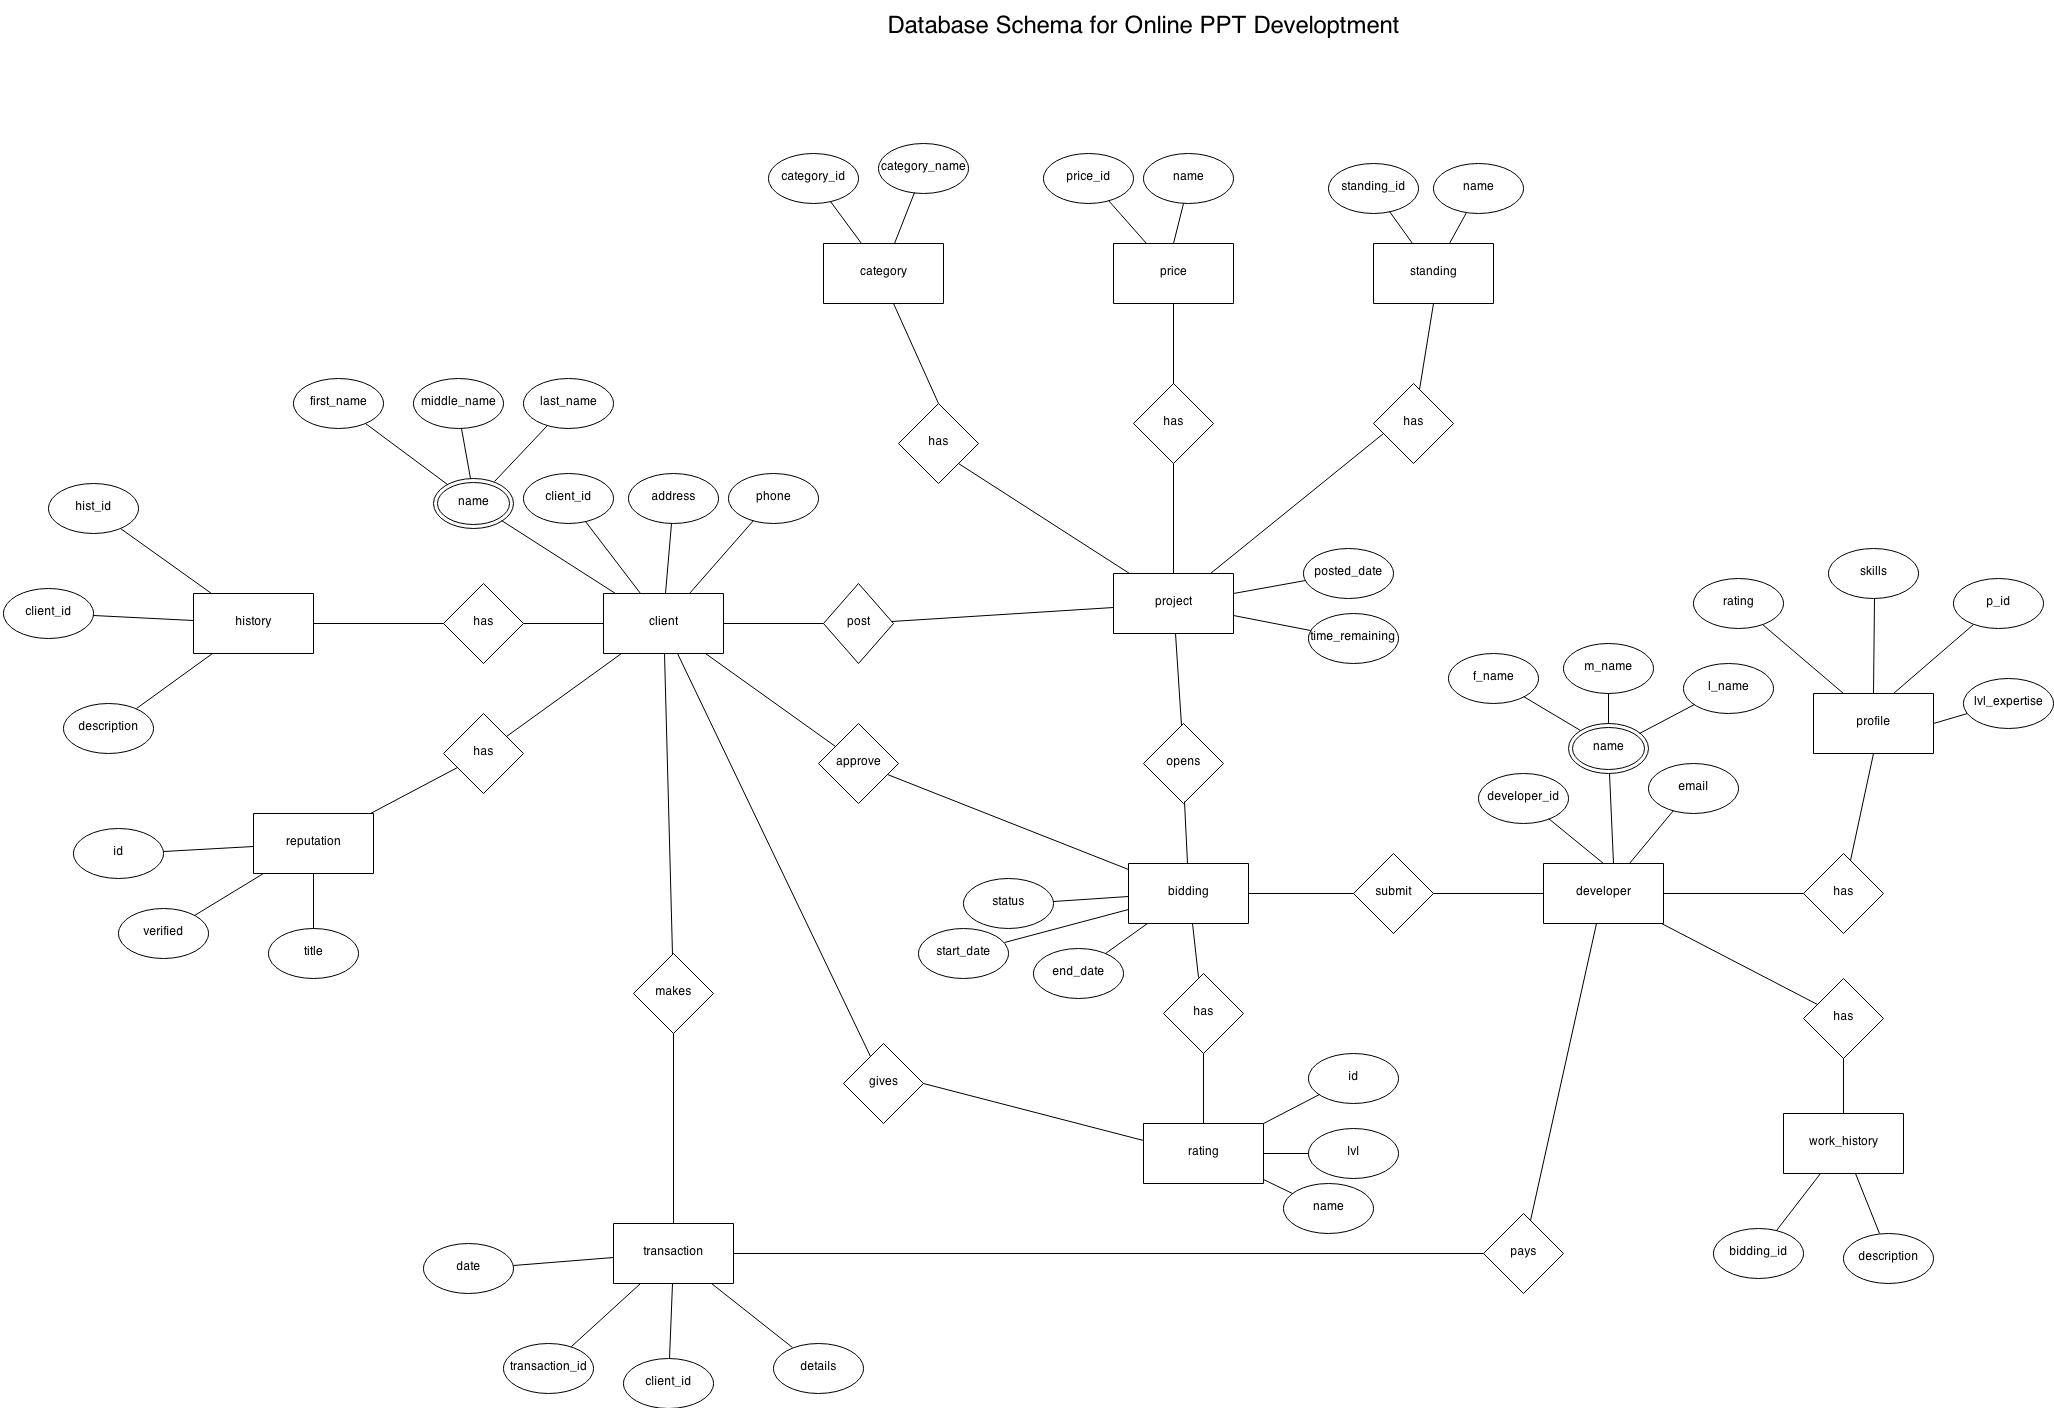 Database Schema for Online PPT Developtment
category_id
category_name
price_id
name
standing_id
name
category
price
standing
first_name
middle_name
last_name
has
has
has
hist_id
name
client_id
address
phone
posted_date
skills
rating
p_id
client_id
history
has
client
post
project
time_remaining
f_name
m_name
l_name
lvl_expertise
description
profile
has
approve
opens
name
developer_id
email
id
reputation
verified
title
status
bidding
submit
developer
has
start_date
end_date
makes
has
has
gives
id
rating
lvl
work_history
name
date
transaction
pays
bidding_id
description
transaction_id
client_id
details